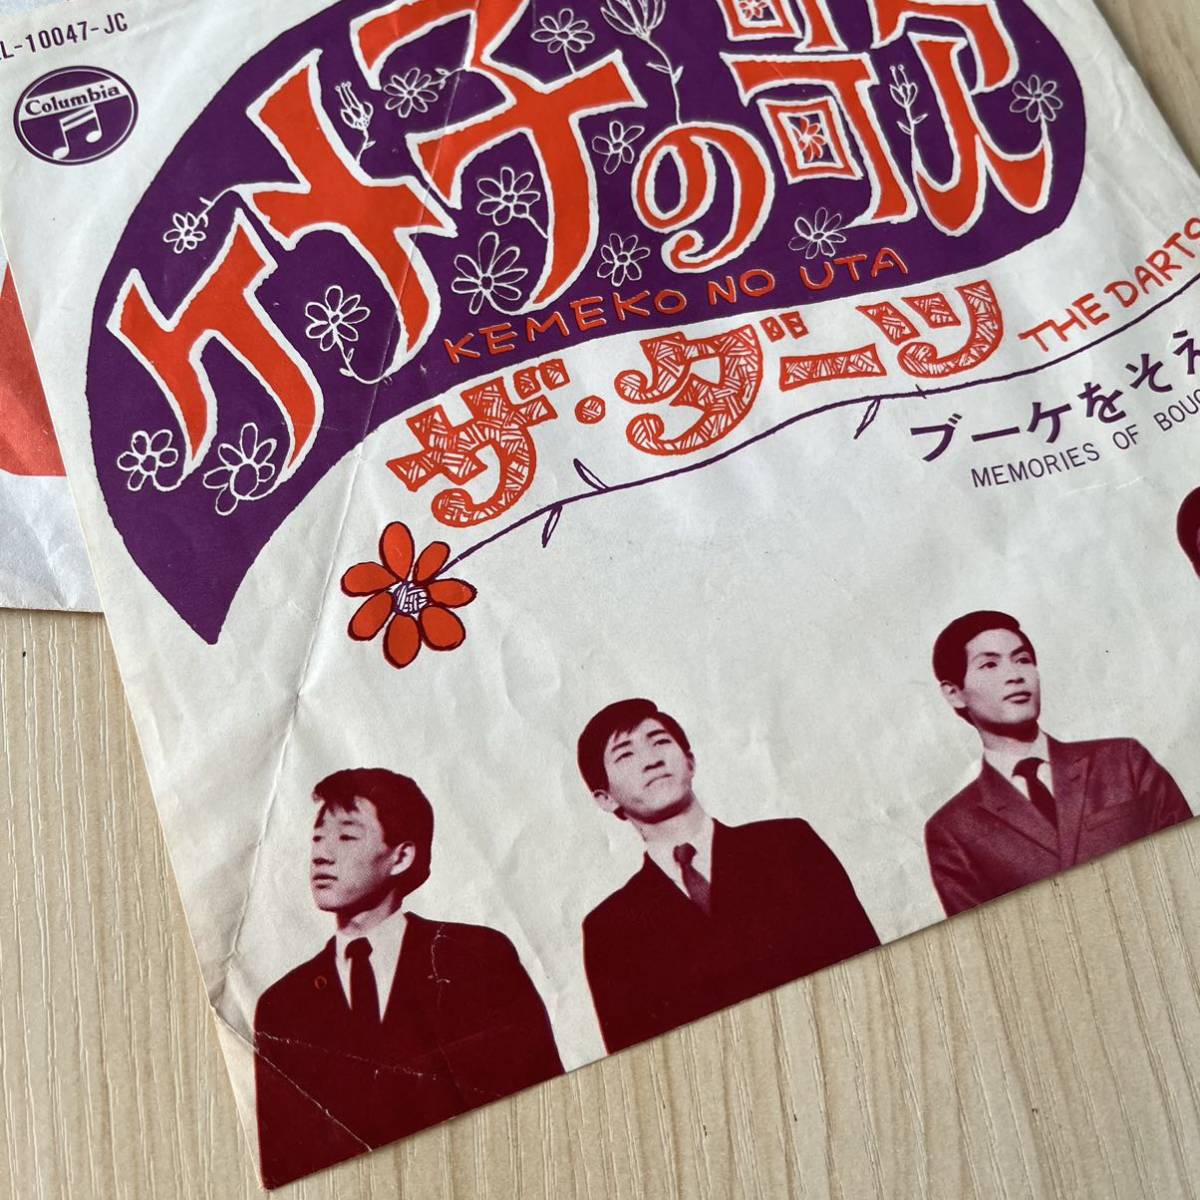 L-10047-JC
Columbia
ケメ子の歌
KEMEKO NO UTA
ザ・ダーツ
THE DARTS
ブーケをそえ
MEMORIES OF